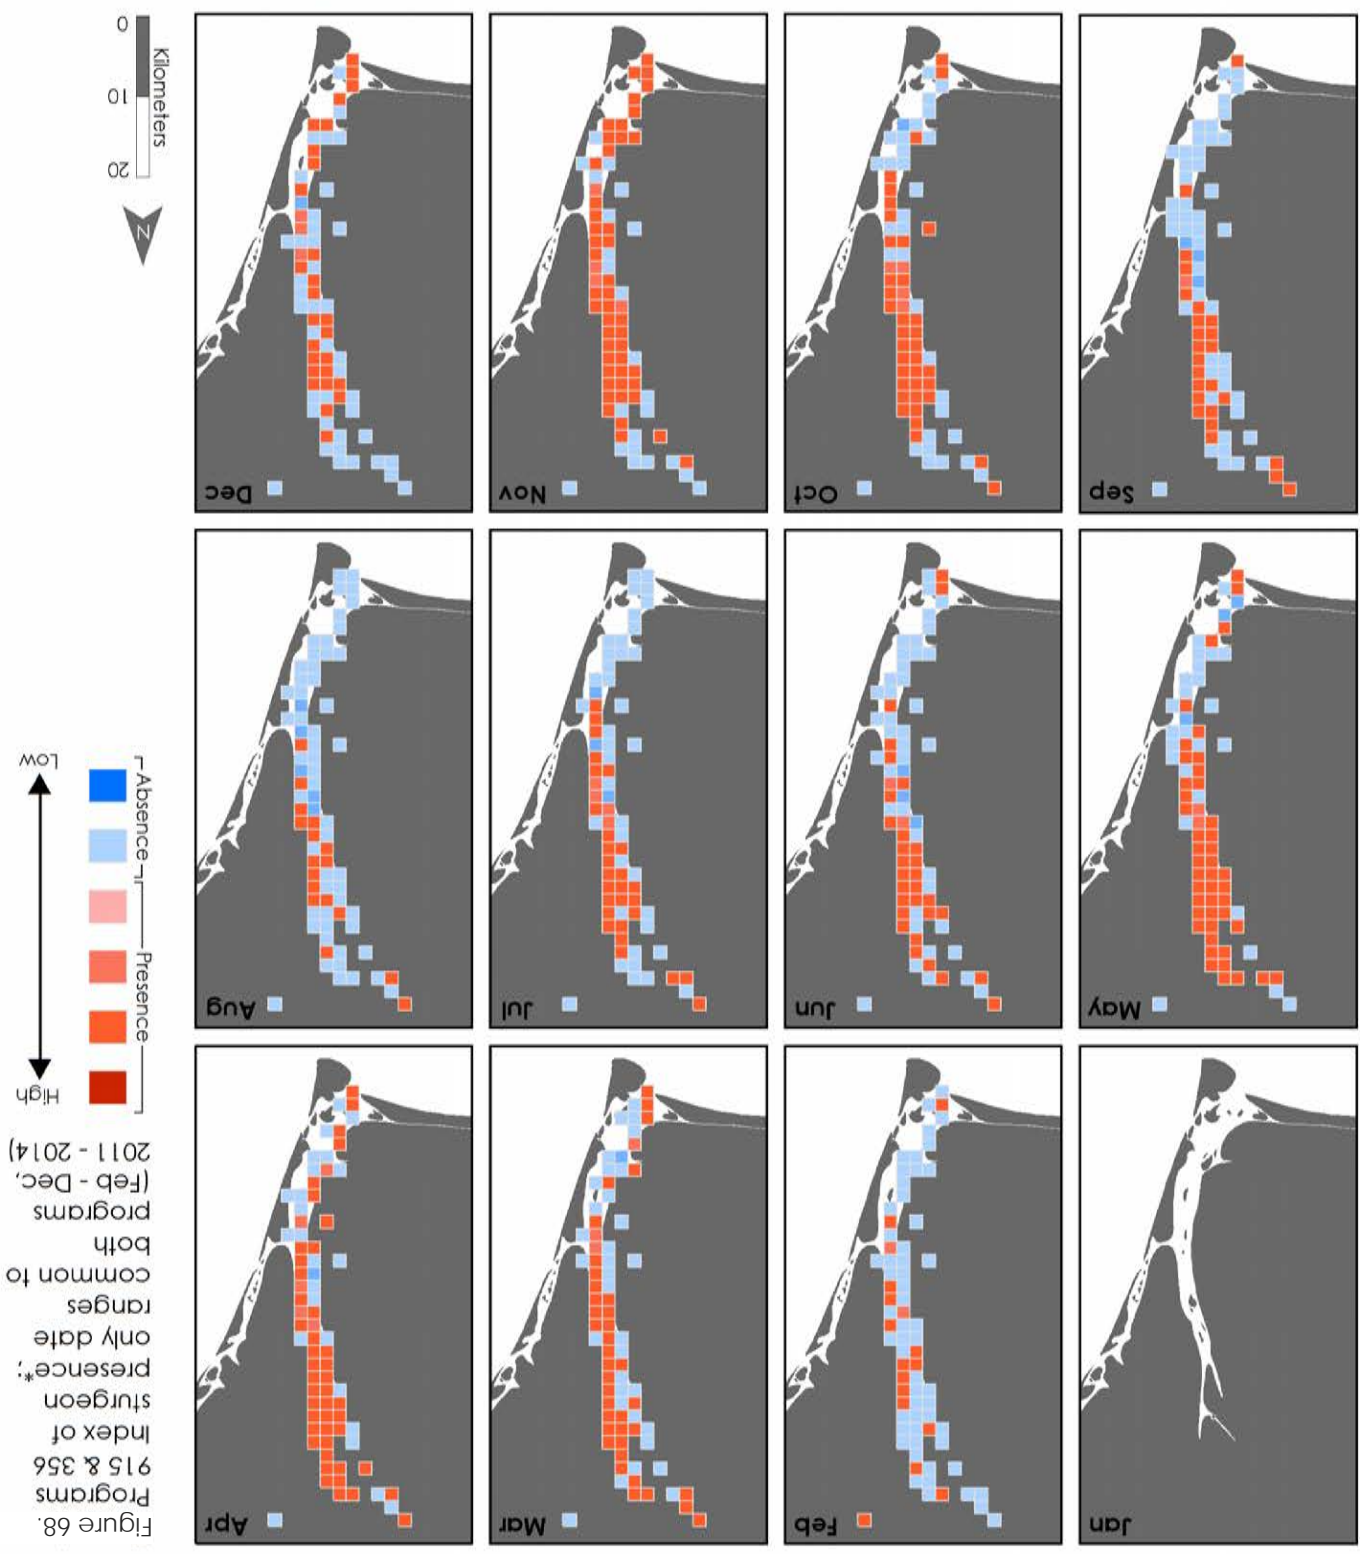 Figure 68.
Programs
915 & 356
Index of
sturgeon
presence*;
only date
ranges
common to
both
programs
(Feb - Dec,
2011 - 2014)
High
Low
Presence
Absence
N
Kilometers
0
10
20
Jan
Feb
Mar
Apr
May
Jun
Jul
Aug
Sep
Oct
Nov
Dec